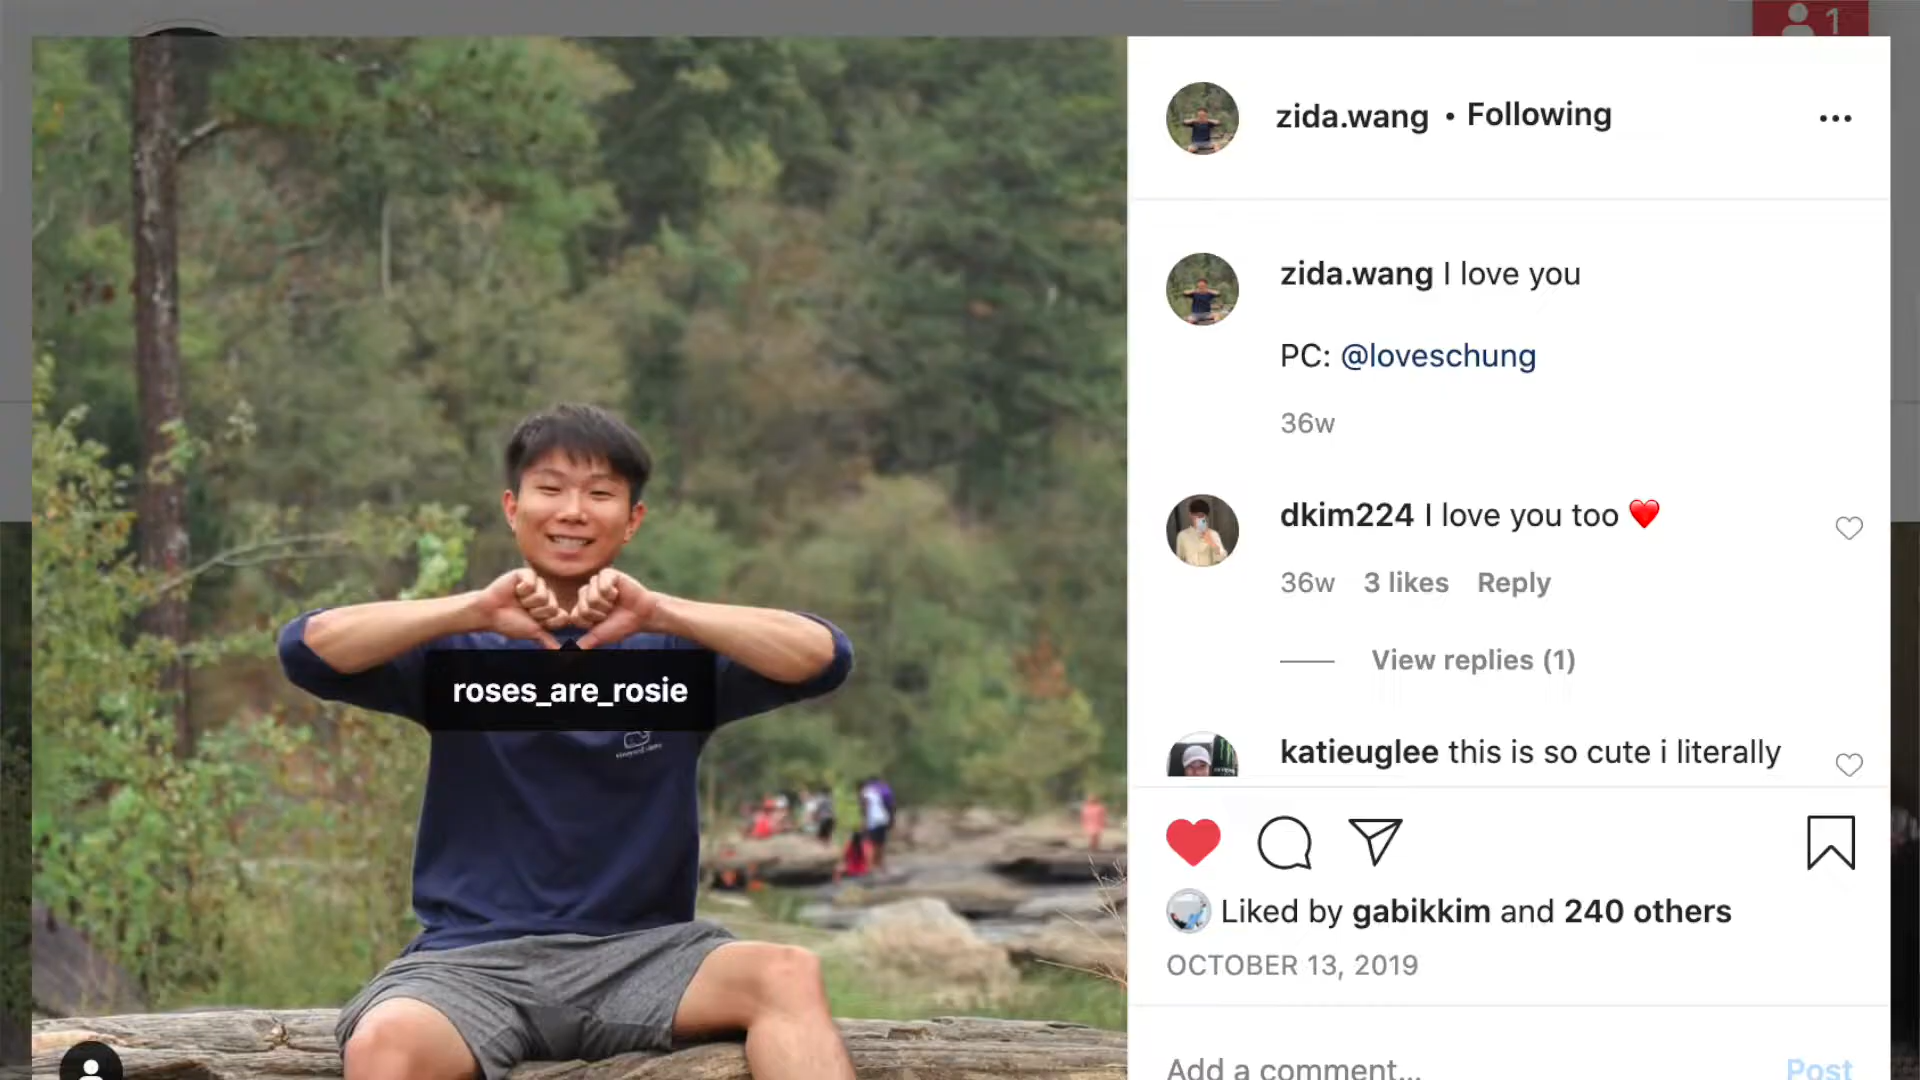 1
zida.wang • Following
zida.wang I love you
PC: @loveschung
36w
dkim224 I love you too ❤️
36w 3 likes Reply
View replies (1)
katieuglee this is so cute i literally
roses_are_rosie
Liked by gabikkim and 240 others
OCTOBER 13, 2019
Add a comment...
Post